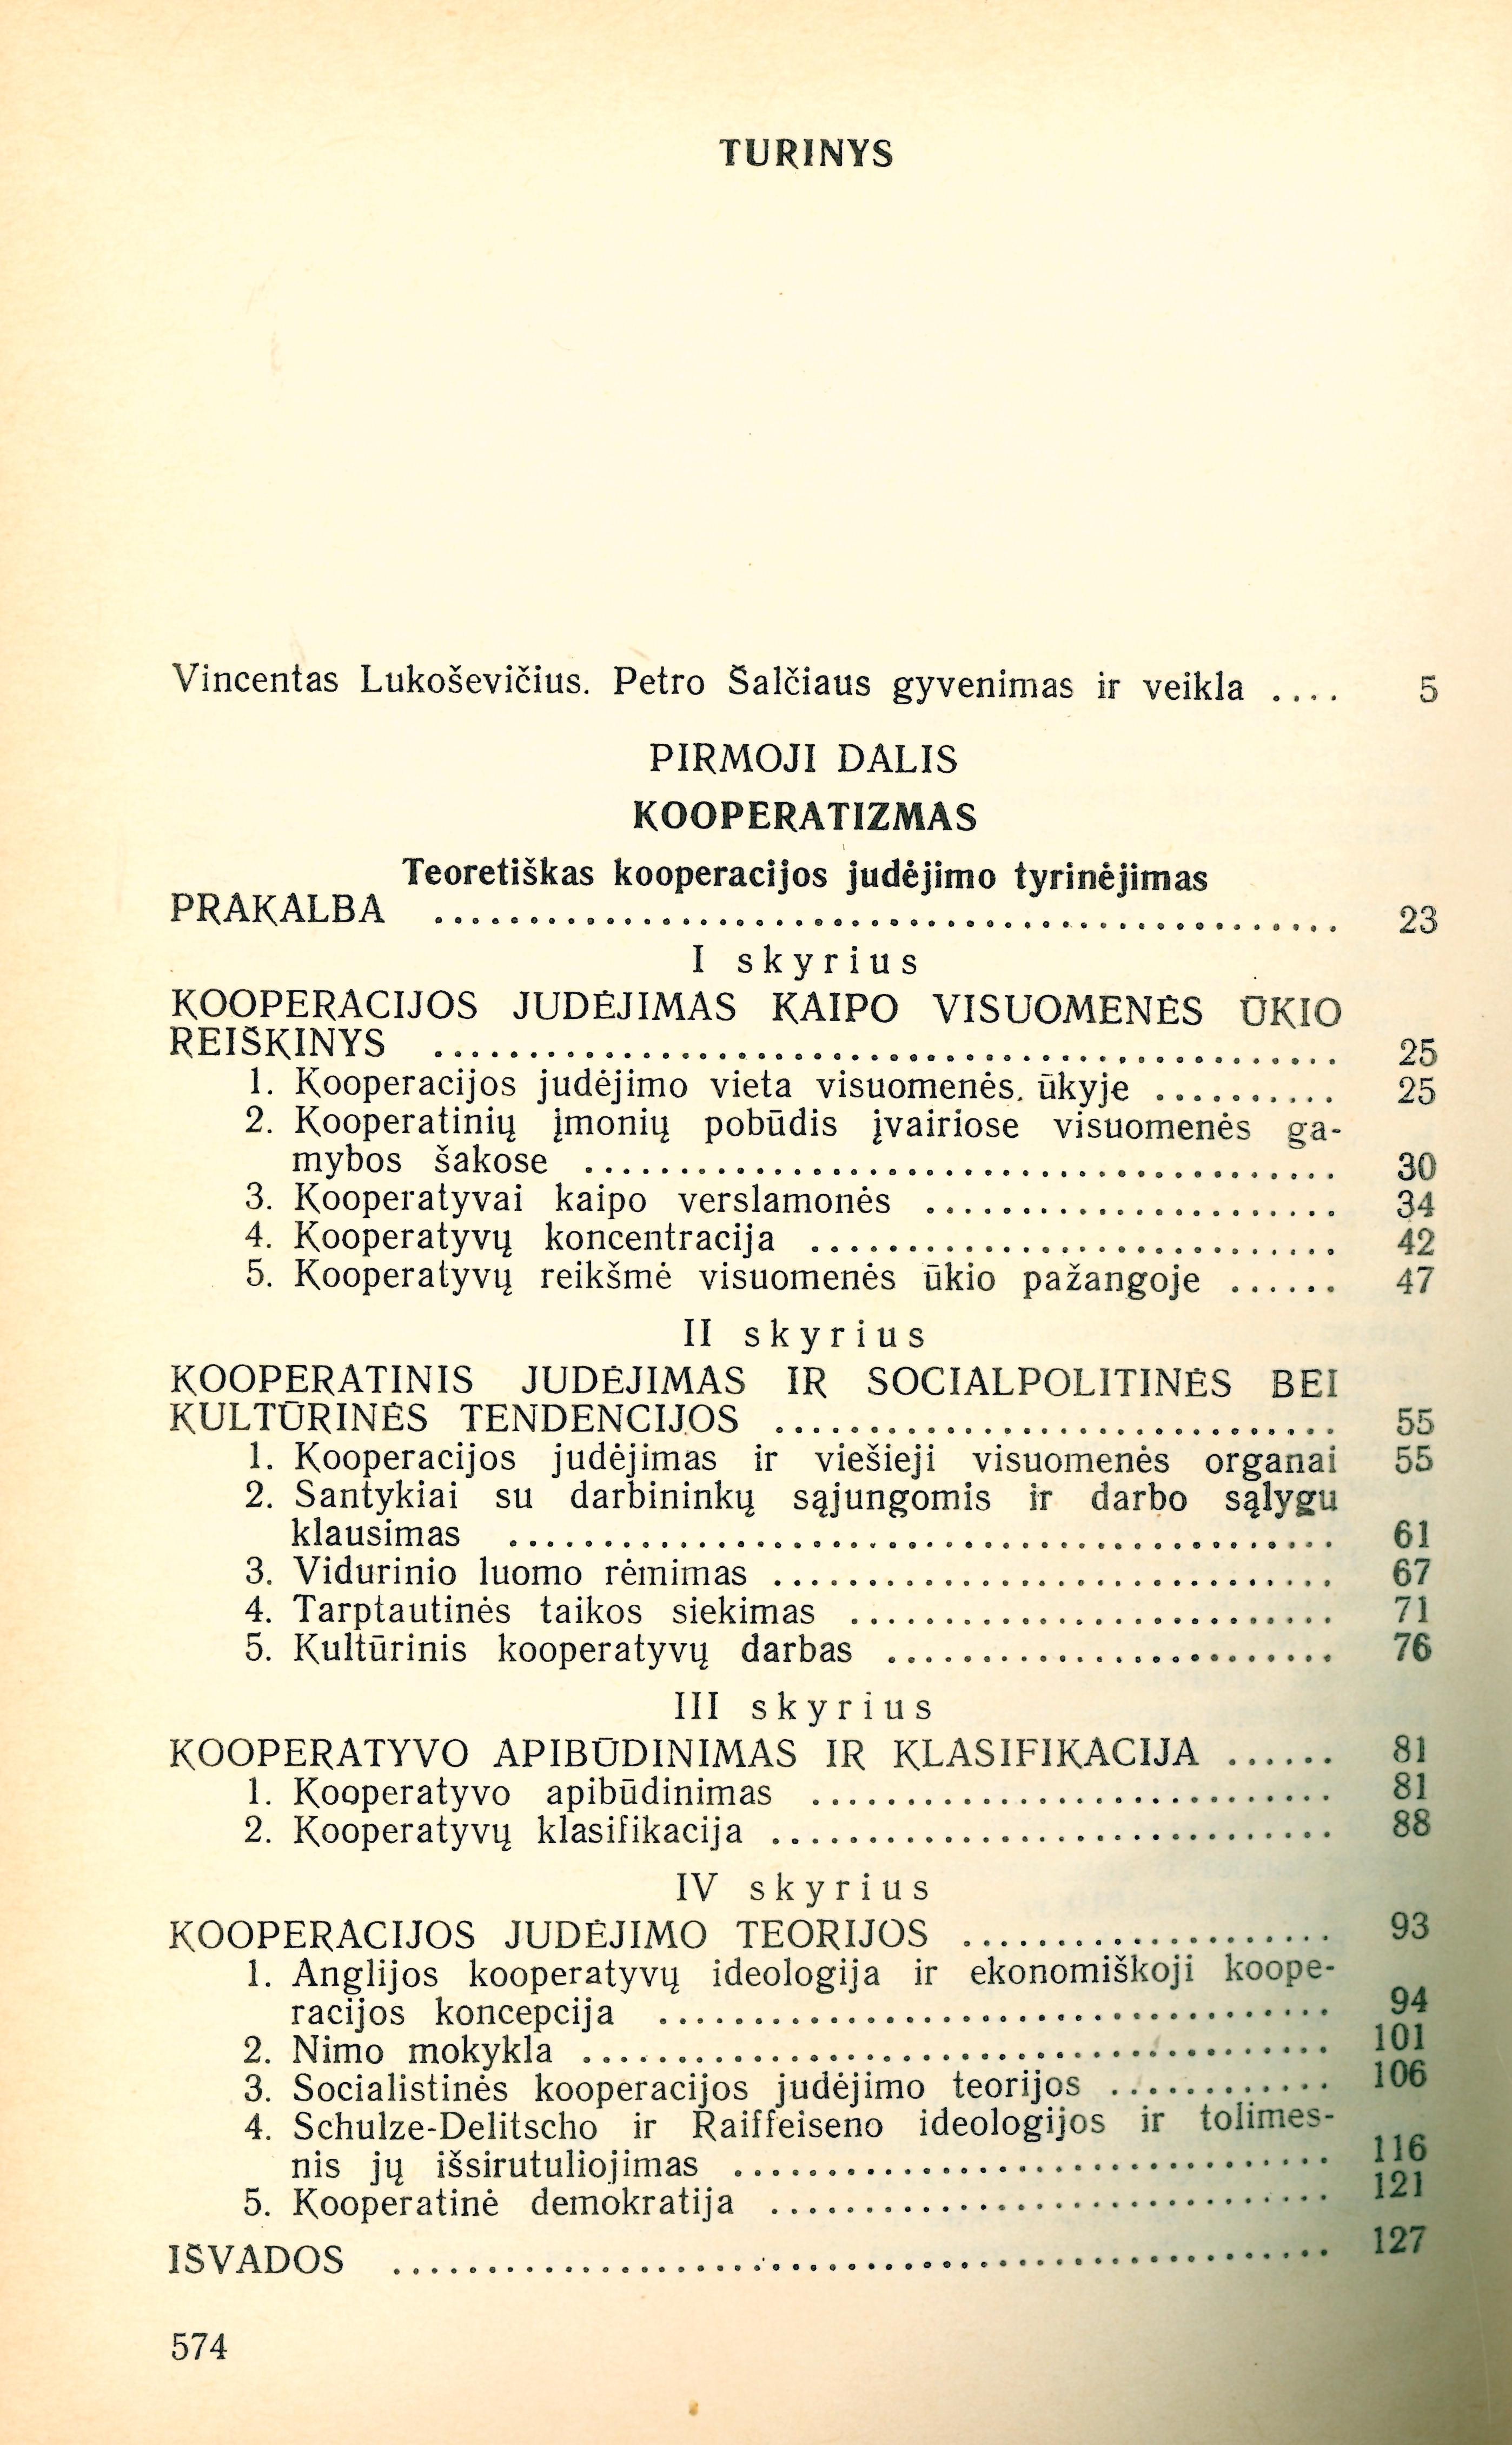 TURINYS
Vincentas Lukoševičius. Petro Šalčiaus gyvenimas ir veikla .... 5
PIRMOJI DALIS
KOOPERATIZMAS
Teoretiškas kooperacijos judėjimo tyrinėjimas
PRAKALBA ................................................ 23
I skyrius
KOOPERACIJOS JUDĖJIMAS KAIPO VISUOMENĖS ŪKIO
REIŠKINYS ................................................ 25
1. Kooperacijos judėjimo vieta visuomenės. ūkyje .......... 25
2. Kooperatinių įmonių pobūdis įvairiose visuomenės ga-
mybos šakose ........................................ 30
3. Kooperatyvai kaipo verslamonės ...................... 34
4. Kooperatyvų koncentracija ............................ 42
5. Kooperatyvų reikšmė visuomenės ūkio pažangoje ...... 47
II skyrius
KOOPERATINIS JUDĖJIMAS IR SOCIALPOLITINĖS BEI
KULTŪRINĖS TENDENCIJOS .............................. 55
1. Kooperacijos judėjimas ir viešieji visuomenės organai 55
2. Santykiai su darbininkų sąjungomis ir darbo sąlygu
klausimas ............................................ 61
3. Vidurinio luomo rėmimas .............................. 67
4. Tarptautinės taikos siekimas .......................... 71
5. Kultūrinis kooperatyvų darbas ........................ 76
III skyrius
KOOPERATYVO APIBŪDINIMAS IR KLASIFIKACIJA ...... 81
1. Kooperatyvo apibūdinimas ............................ 81
2. Kooperatyvų klasifikacija .............................. 88
IV skyrius
KOOPERACIJOS JUDĖJIMO TEORIJOS .................... 93
1. Anglijos kooperatyvų ideologija ir ekonomiškoji koope-
racijos koncepcija .................................... 94
2. Nimo mokykla ........................................ 101
3. Socialistinės kooperacijos judėjimo teorijos ............ 106
4. Schulze-Delitscho ir Raiffeiseno ideologijos ir tolimes-
nis jų išsirutuliojimas ................................ 116
5. Kooperatinė demokratija .............................. 121
IŠVADOS .................................................. 127
574